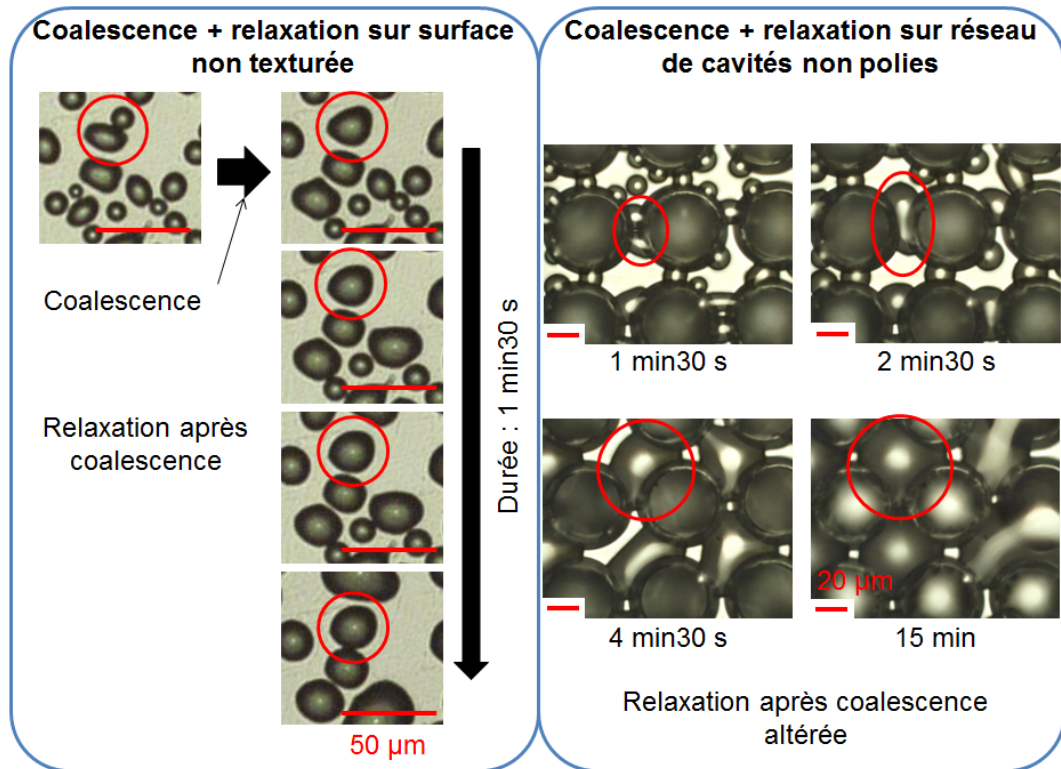 Coalescence + relaxation sur surface
non texturée
Coalescence
Relaxation après
coalescence
Durée : 1 min30 s
50 µm
Coalescence + relaxation sur réseau
de cavités non polies
1 min30 s
2 min30 s
20 µm
4 min30 s
15 min
Relaxation après coalescence
altérée